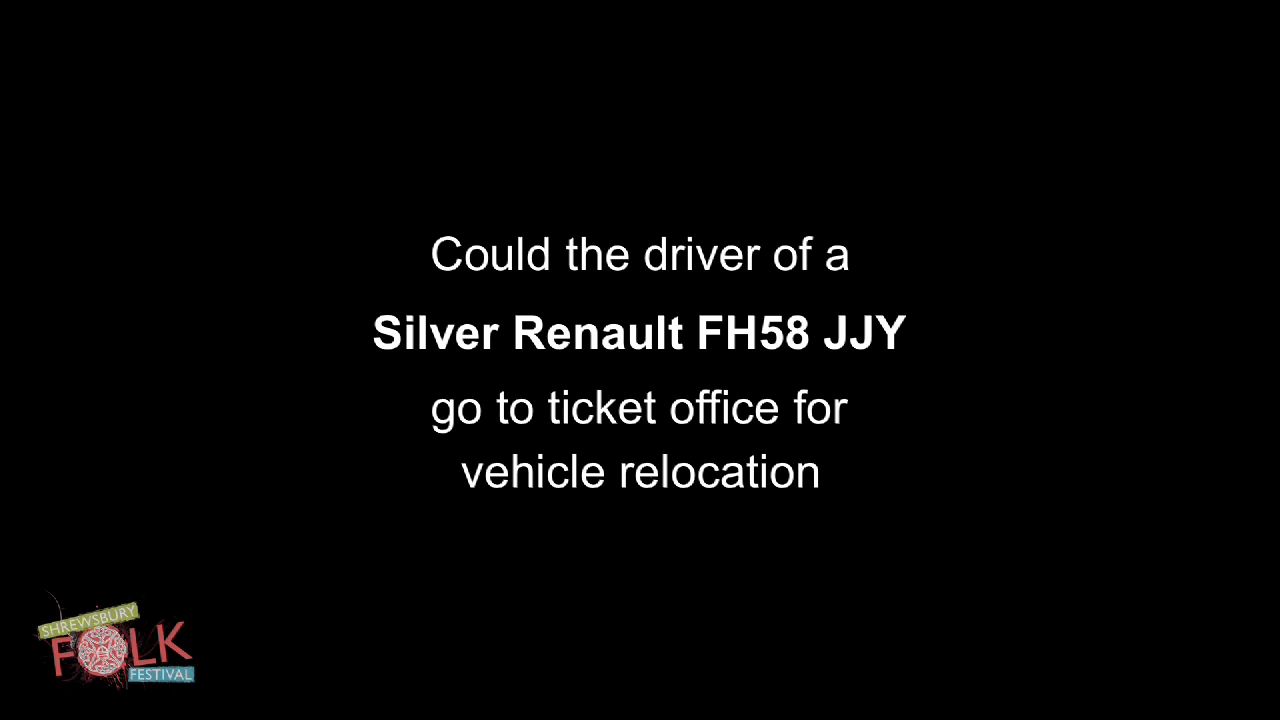 Could the driver of a
Silver Renault FH58 JJY
go to ticket office for
vehicle relocation
SHREWSBURY
FOLK
FESTIVAL